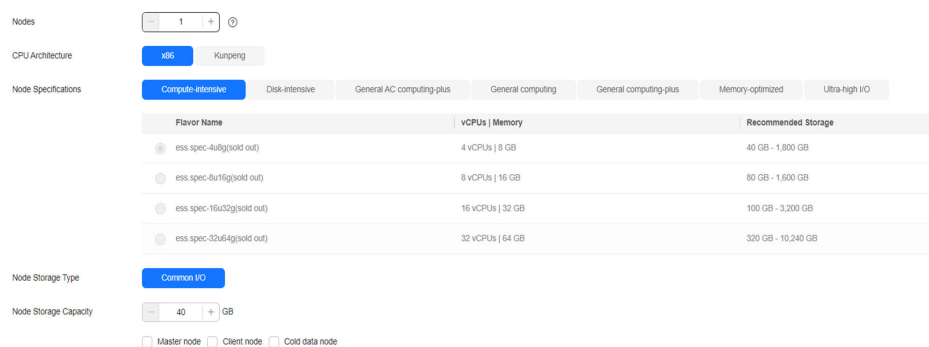 Nodes 1
CPU Architecture x86 Kunpeng
Node Specifications Compute-intensive Disk-intensive General AC computing-plus General computing General computing-plus Memory-optimized Ultra-high I/O
Flavor Name vCPUs | Memory Recommended Storage
ess.spec-4u8g(sold out) 4 vCPUs | 8 GB 40 GB - 1,800 GB
ess.spec-8u16g(sold out) 8 vCPUs | 16 GB 80 GB - 1,600 GB
ess.spec-16u32g(sold out) 16 vCPUs | 32 GB 100 GB - 3,200 GB
ess.spec-32u64g(sold out) 32 vCPUs | 64 GB 320 GB - 10,240 GB
Node Storage Type Common I/O
Node Storage Capacity 40 GB
Master node Client node Cold data node